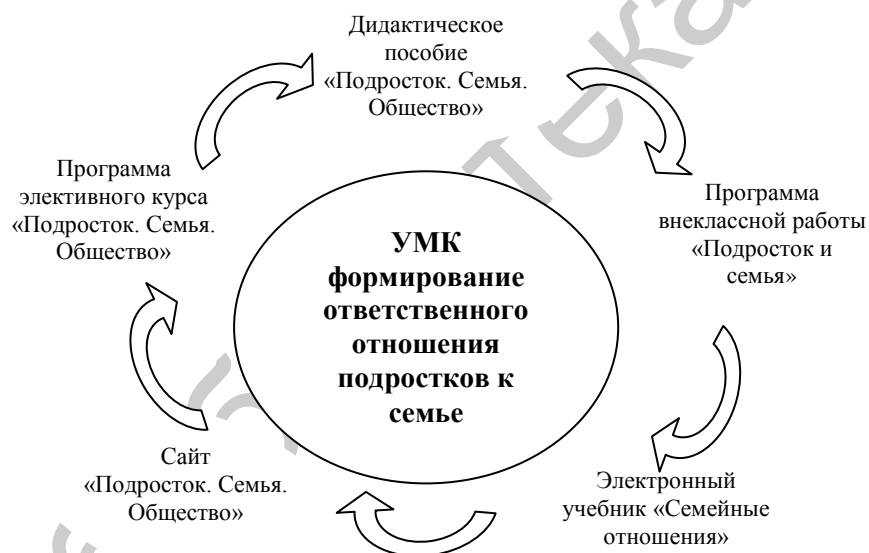 Дидактическое
пособие
«Подросток. Семья.
Общество»
Программа
элективного курса
«Подросток. Семья.
Общество»
Программа
внеклассной работы
«Подросток и
семья»
УМК
формирование
ответственного
отношения
подростков к
семье
Сайт
«Подросток. Семья.
Общество»
Электронный
учебник «Семейные
отношения»